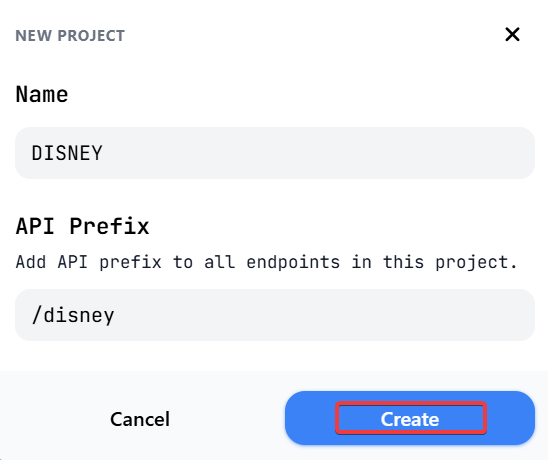 NEW PROJECT
Name
DISNEY
API Prefix
Add API prefix to all endpoints in this project.
/disney
Cancel Create